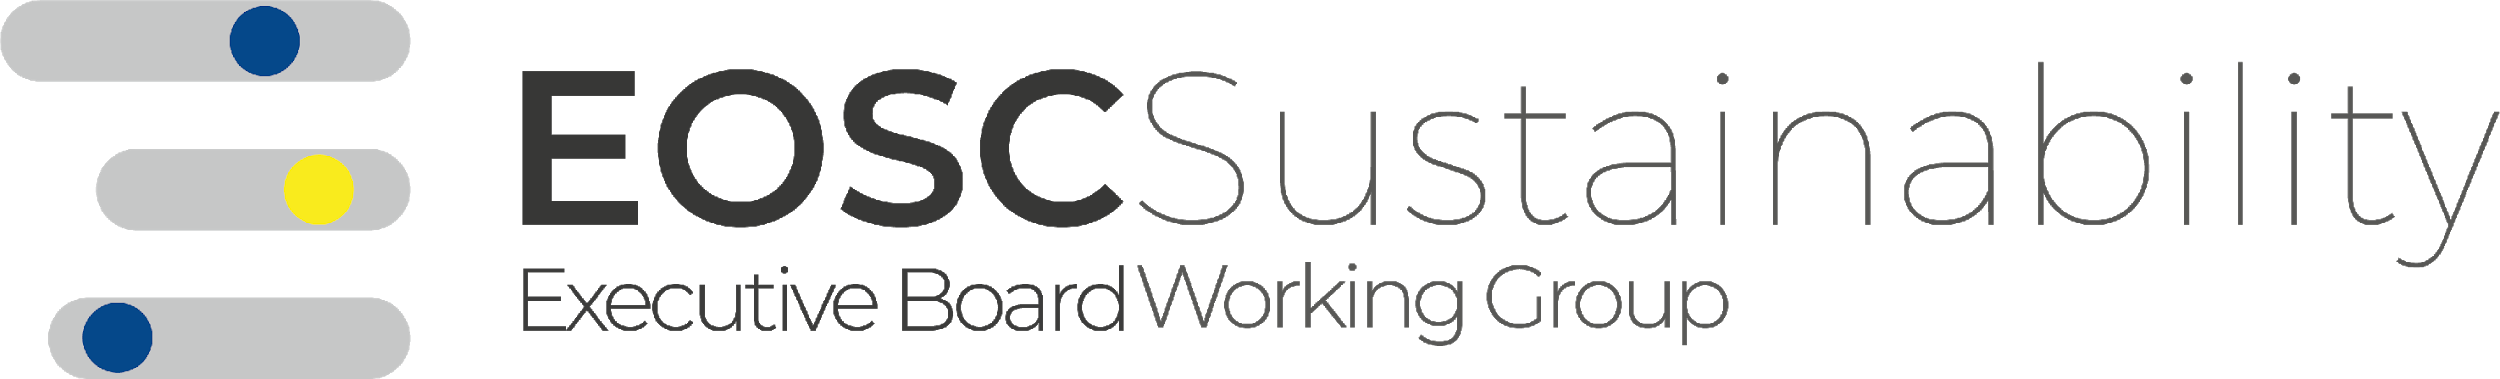 EOSCSustainability
Executive Board Working Group